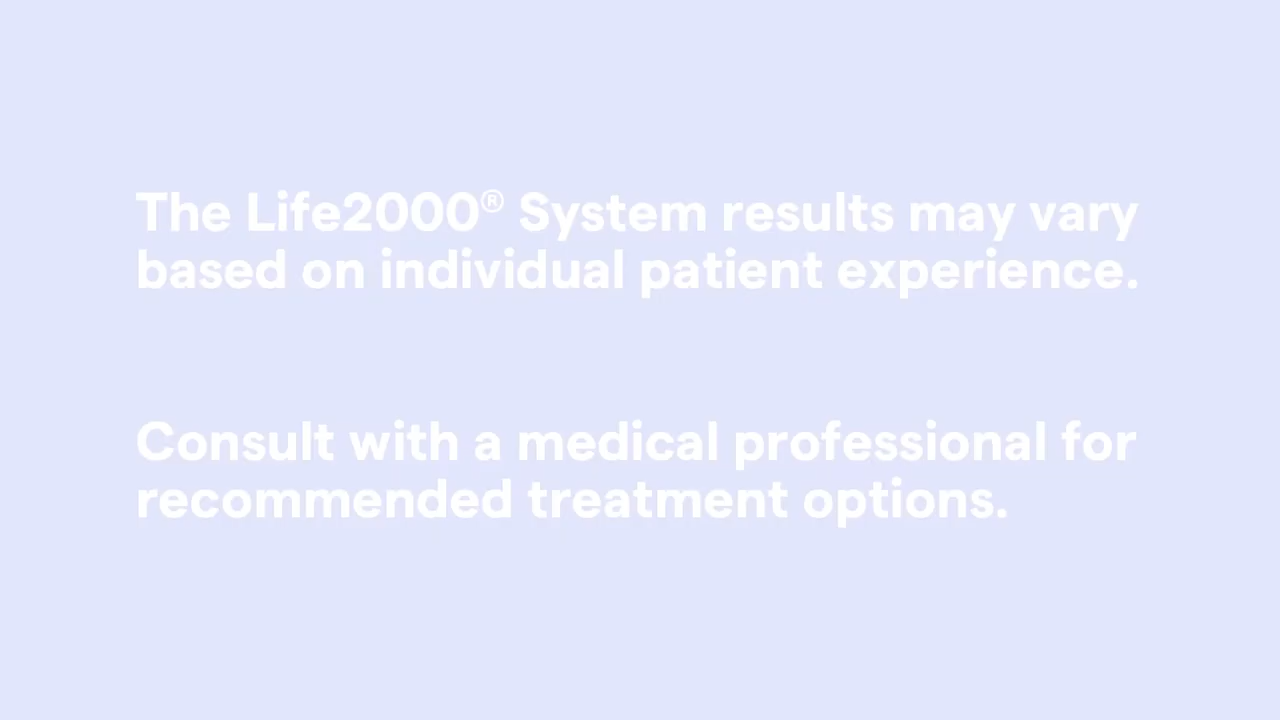 The Life2000® System results may vary
based on individual patient experience.
Consult with a medical professional for
recommended treatment options.